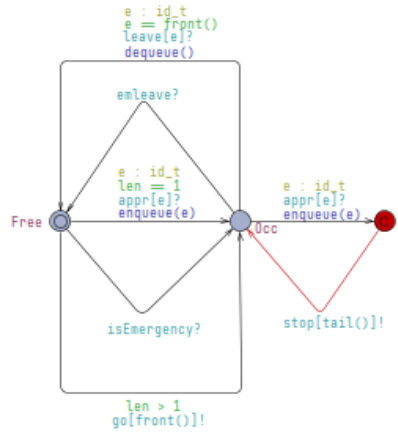 e : id_t
e == front()
leave[e]?
dequeue()
emleave?
e : id_t
len == 1
appr[e]?
enqueue(e)
e : id_t
appr[e]?
enqueue(e)
Free
Occ
C
isEmergency?
stop[tail()]!
len > 1
go[front()]!